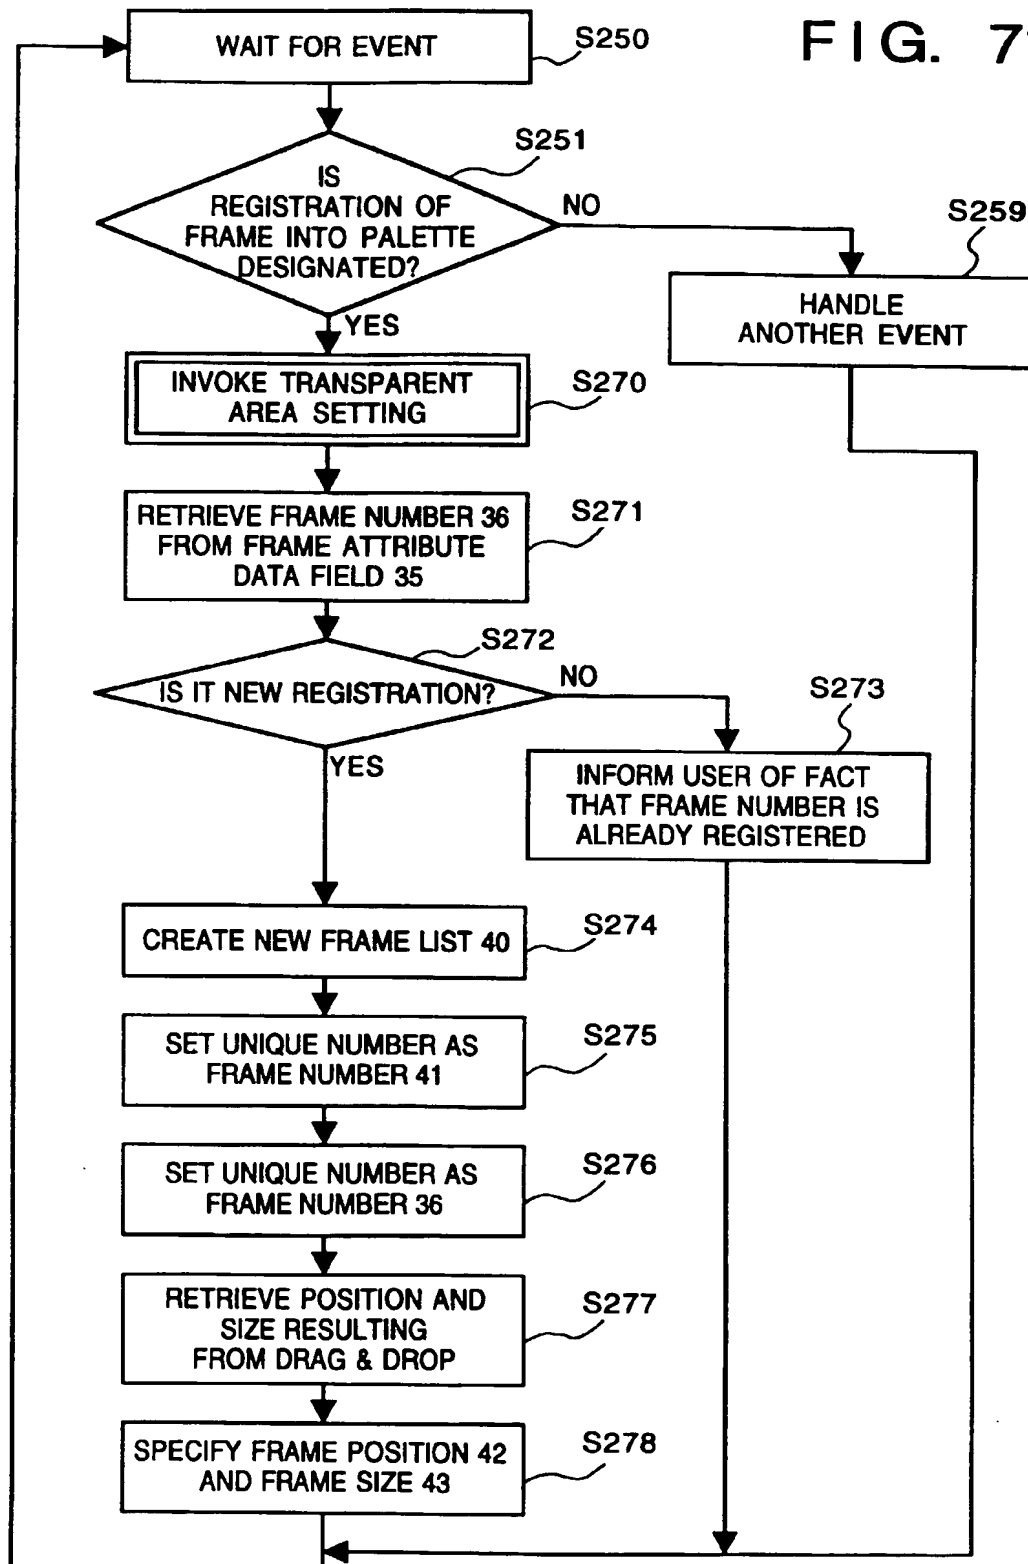 FIG. 7
WAIT FOR EVENT
S250
S251
IS
REGISTRATION OF
FRAME INTO PALETTE
DESIGNATED?
NO
YES
S259
HANDLE
ANOTHER EVENT
INVOKE TRANSPARENT
AREA SETTING
S270
RETRIEVE FRAME NUMBER 36
FROM FRAME ATTRIBUTE
DATA FIELD 35
S271
S272
IS IT NEW REGISTRATION?
NO
YES
S273
INFORM USER OF FACT
THAT FRAME NUMBER IS
ALREADY REGISTERED
CREATE NEW FRAME LIST 40
S274
SET UNIQUE NUMBER AS
FRAME NUMBER 41
S275
SET UNIQUE NUMBER AS
FRAME NUMBER 36
S276
RETRIEVE POSITION AND
SIZE RESULTING
FROM DRAG & DROP
S277
SPECIFY FRAME POSITION 42
AND FRAME SIZE 43
S278